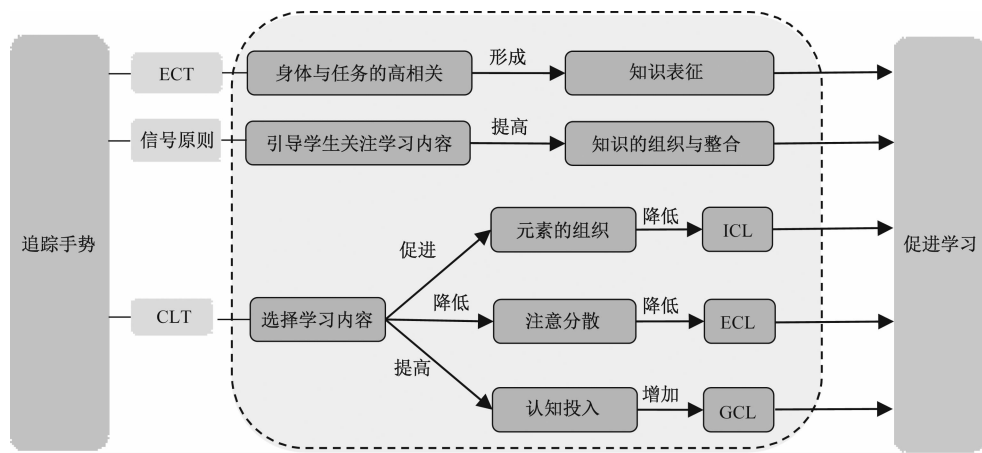 追踪手势
ECT
身体与任务的高相关
形成
知识表征
信号原则
引导学生关注学习内容
提高
知识的组织与整合
CLT
选择学习内容
促进
元素的组织
降低
ICL
降低
注意分散
降低
ECL
提高
认知投入
增加
GCL
促进学习